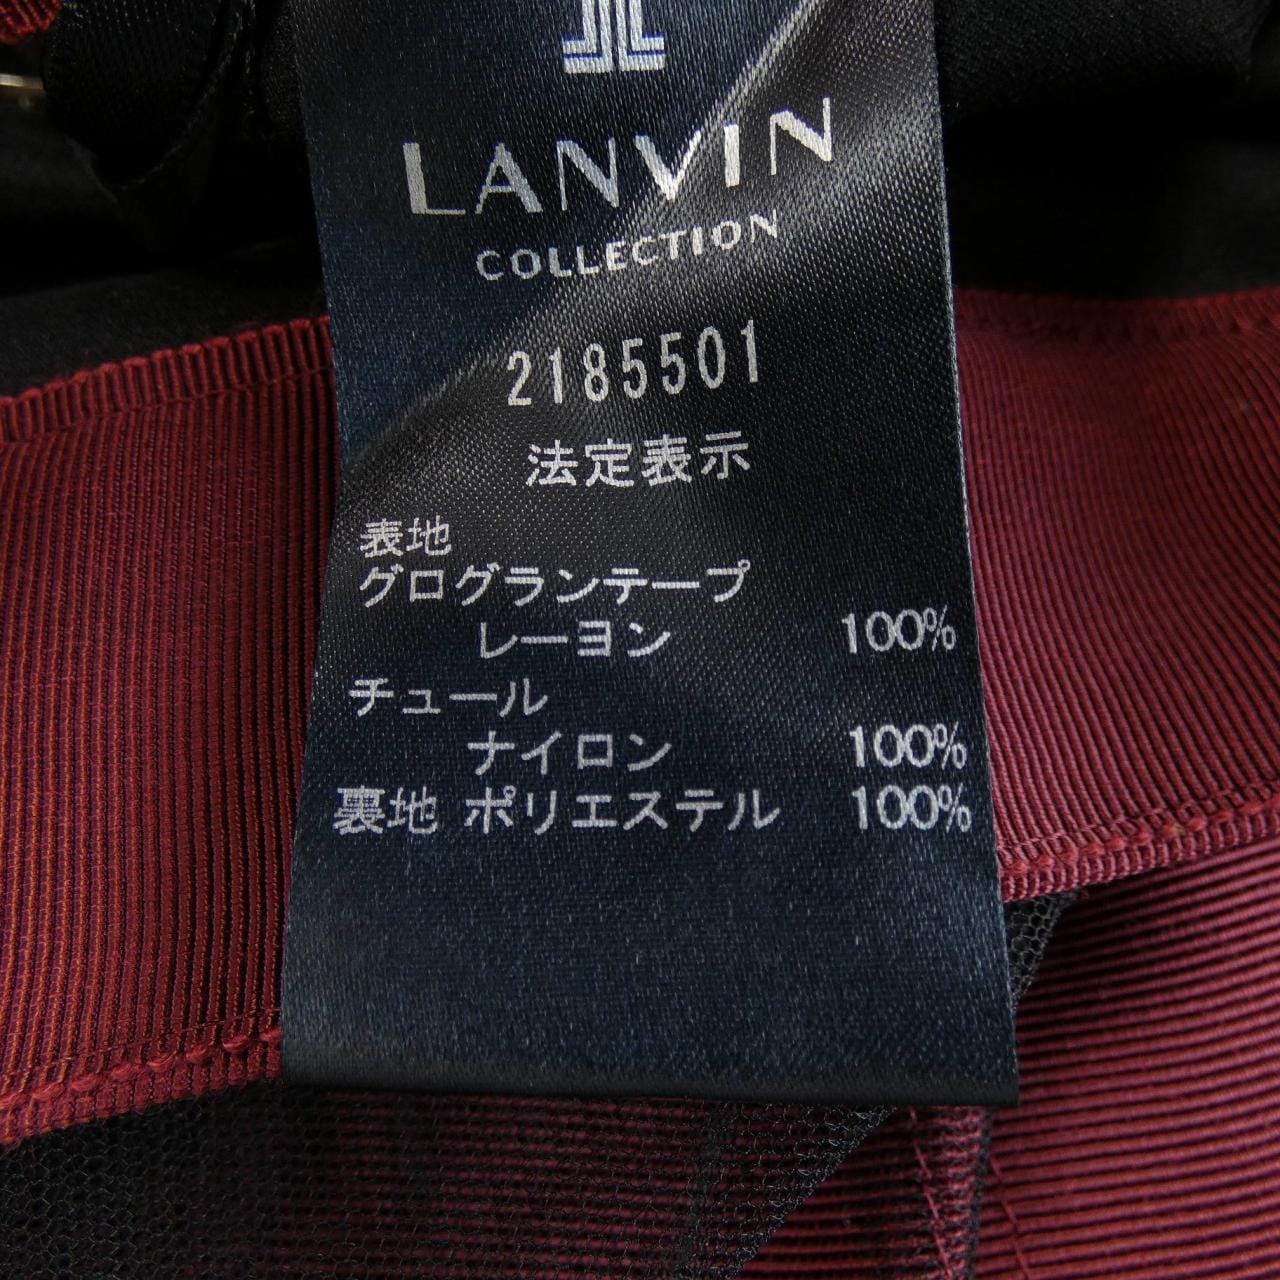 LANVIN
COLLECTION
2185501
法定表示
表地
グログランテープ
レーヨン 100%
チュール
ナイロン 100%
裏地 ポリエステル 100%